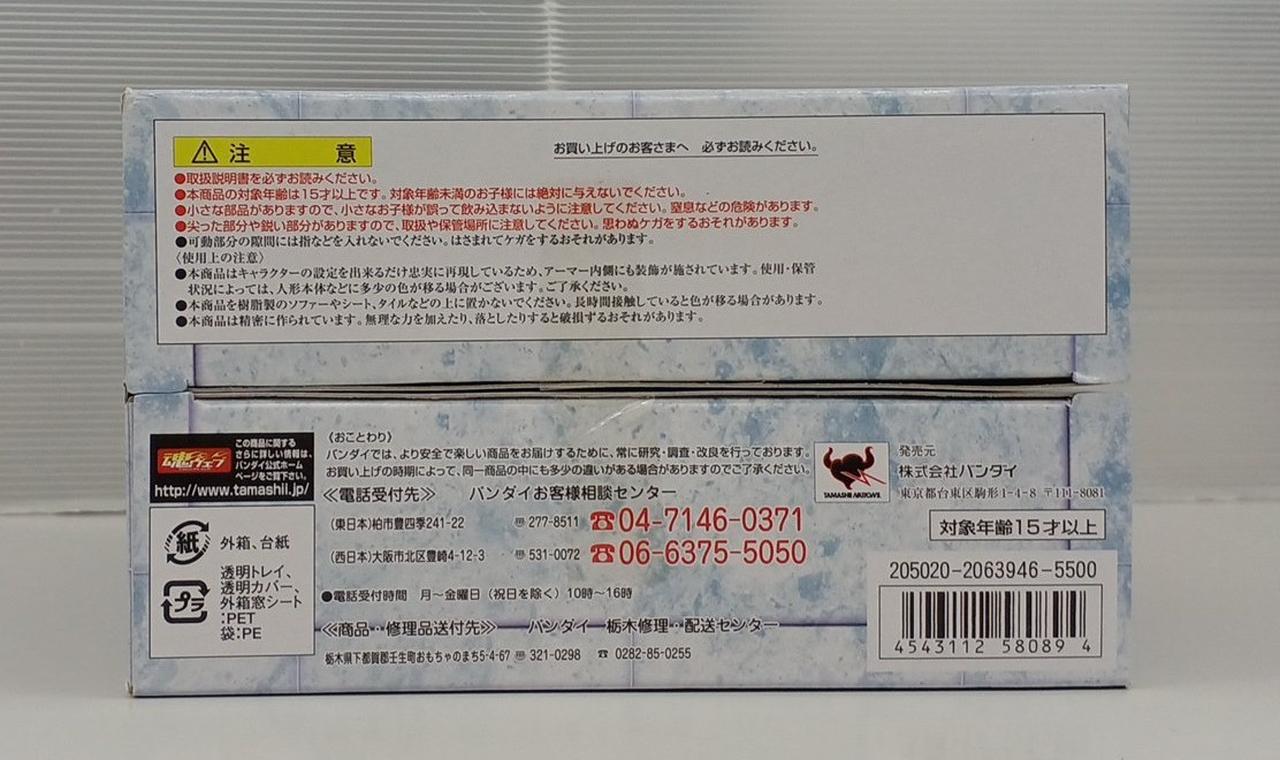 ⚠注 意
お買い上げのお客さまへ 必ずお読みください。
●取扱説明書を必ずお読みください。
●本商品の対象年齢は15才以上です。対象年齢未満のお子様には絶対に与えないでください。
●小さな部品がありますので、小さなお子様が誤って飲み込まないように注意してください。窒息などの危険があります。
●尖った部分や鋭い部分がありますので、取扱や保管場所に注意してください。思わぬケガをするおそれがあります。
●可動部分の隙間には指などを入れないでください。はさまれてケガをするおそれがあります。
〈使用上の注意〉
●本商品はキャラクターの設定を出来るだけ忠実に再現しているため、アーマー内側にも装飾が施されています。使用・保管
状況によっては、人形本体などに多少の色が移る場合がございます。ご了承ください。
●本商品を樹脂製のソファーやシート、タイルなどの上に置かないでください。長時間接触していると色が移る場合があります。
●本商品は精密に作られています。無理な力を加えたり、落としたりすると破損するおそれがあります。
魂ウェブ
この商品に関する
さらに詳しい情報は、
バンダイ公式ホーム
ページをご覧下さい。
http://www.tamashii.jp/
紙
外箱、台紙
プラ
透明トレイ、
透明カバー、
外箱窓シート
:PET
袋:PE
《おことわり》
バンダイでは、より安全で楽しい商品をお届けするために、常に研究・調査・改良を行っております。
お買い上げの時期によって、同一商品の中にも多少の違いがある場合がありますのでご了承ください。
≪電話受付先≫ バンダイお客様相談センター
(東日本)柏市豊四季241-22 〠277-8511 ☎04-7146-0371
(西日本)大阪市北区豊崎4-12-3 〠531-0072 ☎06-6375-5050
●電話受付時間 月〜金曜日(祝日を除く)10時〜16時
≪商品・修理品送付先≫ バンダイ 栃木修理・配送センター
栃木県下都賀郡壬生町おもちゃのまち5-4-67 〠321-0298 ☎0282-85-0255
TAMASHII NATIONS
発売元
株式会社バンダイ
東京都台東区駒形1-4-8 〒111-8081
対象年齢15才以上
205020-2063946-5500
4543112 58089 4